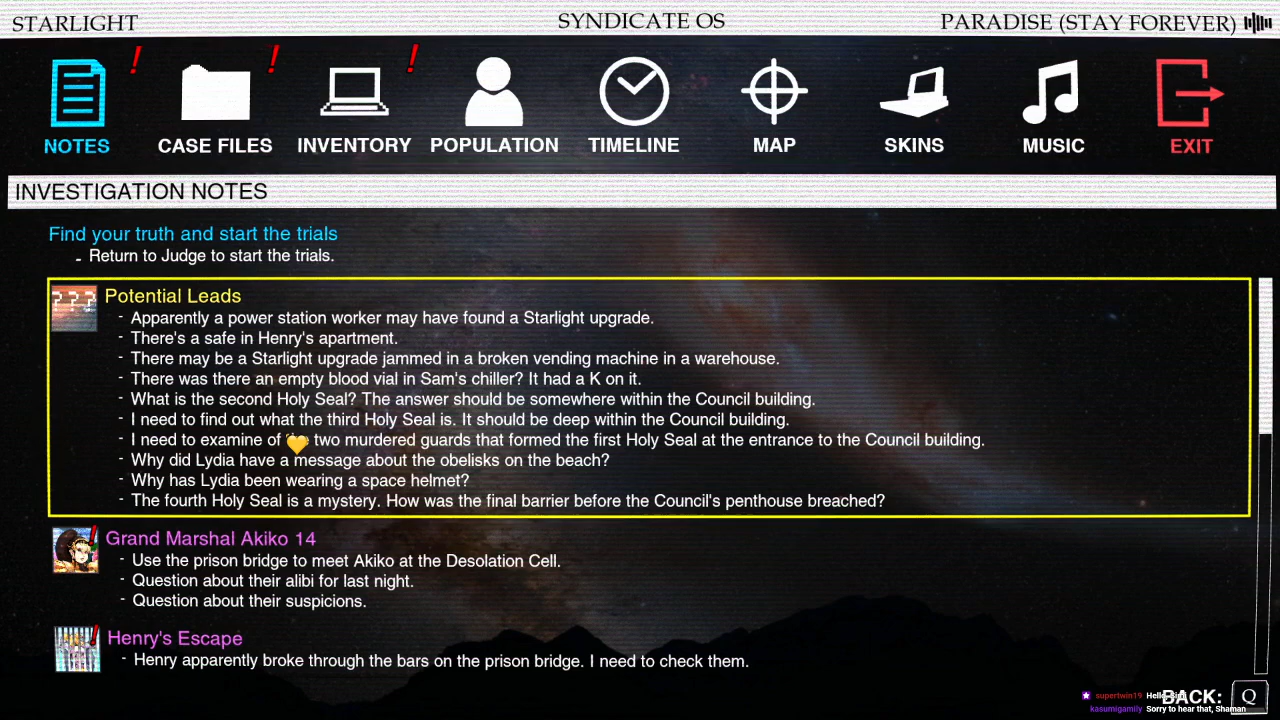 STARLIGHT
SYNDICATE OS
PARADISE (STAY FOREVER)
NOTES
CASE FILES
INVENTORY
POPULATION
TIMELINE
MAP
SKINS
MUSIC
EXIT
INVESTIGATION NOTES
Find your truth and start the trials
- Return to Judge to start the trials.
Potential Leads
- Apparently a power station worker may have found a Starlight upgrade.
- There's a safe in Henry's apartment.
- There may be a Starlight upgrade jammed in a broken vending machine in a warehouse.
- There was there an empty blood vial in Sam's chiller? It had a K on it.
- What is the second Holy Seal? The answer should be somewhere within the Council building.
- I need to find out what the third Holy Seal is. It should be deep within the Council building.
- I need to examine of two murdered guards that formed the first Holy Seal at the entrance to the Council building.
- Why did Lydia have a message about the obelisks on the beach?
- Why has Lydia been wearing a space helmet?
- The fourth Holy Seal is a mystery. How was the final barrier before the Council's penthouse breached?
Grand Marshal Akiko 14
- Use the prison bridge to meet Akiko at the Desolation Cell.
- Question about their alibi for last night.
- Question about their suspicions.
Henry's Escape
- Henry apparently broke through the bars on the prison bridge. I need to check them.
BACK: Q
supertwin19
kasumigamily Sorry to hear that, Shaman